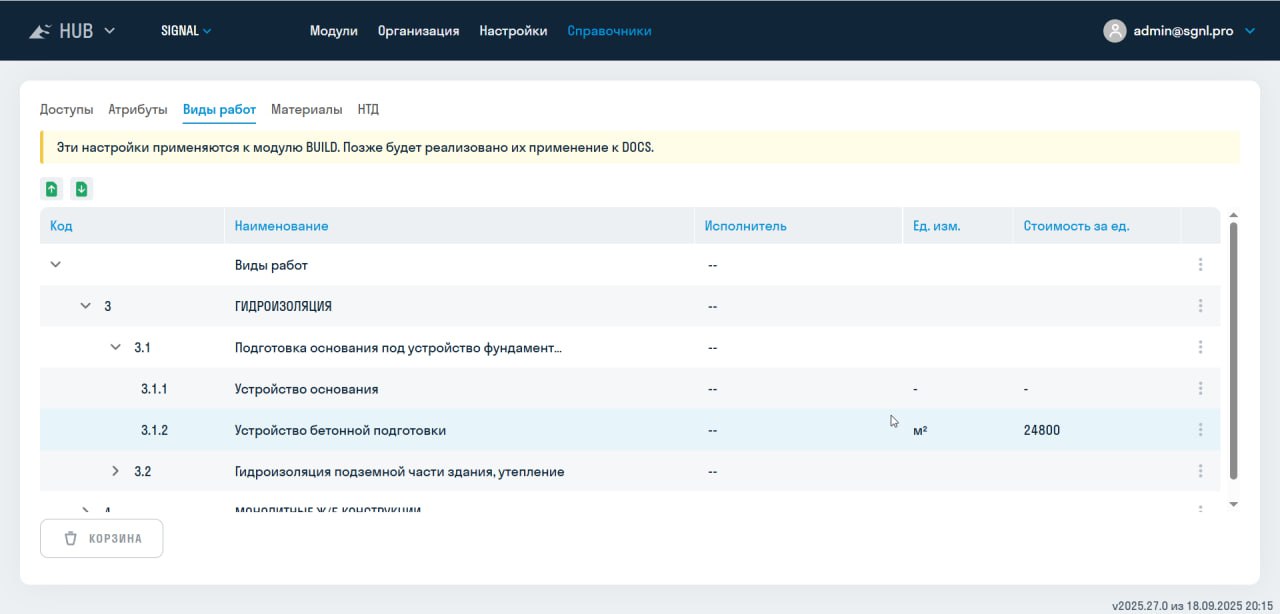 HUB SIGNAL Модули Организация Настройки Справочники admin@sgnl.pro
Доступы Атрибуты Виды работ Материалы НТД
Эти настройки применяются к модулю BUILD. Позже будет реализовано их применение к DOCS.
Код Наименование Исполнитель Ед. изм. Стоимость за ед.
Виды работ --
3 ГИДРОИЗОЛЯЦИЯ --
3.1 Подготовка основания под устройство фундамент... --
3.1.1 Устройство основания -- - -
3.1.2 Устройство бетонной подготовки -- м² 24800
3.2 Гидроизоляция подземной части здания, утепление --
4 МОНОЛИТНЫЕ Ж/Б КОНСТРУКЦИИ
КОРЗИНА
v2025.27.0 из 18.09.2025 20:15